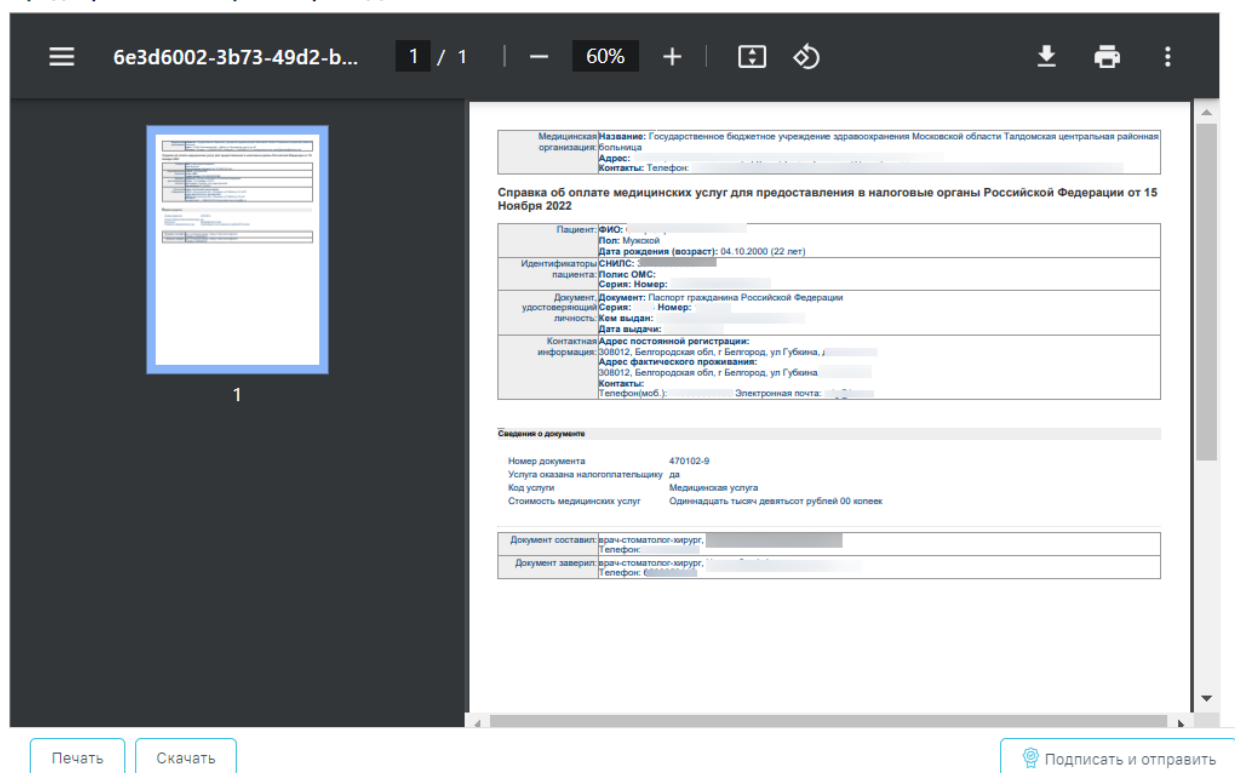 6e3d6002-3b73-49d2-b... 1 / 1 60%
1
Медицинская организация: Название: Государственное бюджетное учреждение здравоохранения Московской области Талдомская центральная районная
больница
Адрес:
Контакты: Телефон:
Справка об оплате медицинских услуг для предоставления в налоговые органы Российской Федерации от 15
Ноября 2022
Пациент: ФИО:
Пол: Мужской
Дата рождения (возраст): 04.10.2000 (22 лет)
Идентификаторы пациента: СНИЛС:
Полис ОМС:
Серия: Номер:
Документ, удостоверяющий личность: Документ: Паспорт гражданина Российской Федерации
Серия: Номер:
Кем выдан:
Дата выдачи:
Контактная информация: Адрес постоянной регистрации:
308012, Белгородская обл, г Белгород, ул Губкина,
Адрес фактического проживания:
308012, Белгородская обл, г Белгород, ул Губкина
Контакты:
Телефон(моб.): Электронная почта:
Сведения о документе
Номер документа 470102-9
Услуга оказана налогоплательщику да
Код услуги Медицинская услуга
Стоимость медицинских услуг Одиннадцать тысяч девятьсот рублей 00 копеек
Документ составил: врач-стоматолог-хирург,
Телефон:
Документ заверил: врач-стоматолог-хирург,
Телефон:
Печать Скачать Подписать и отправить